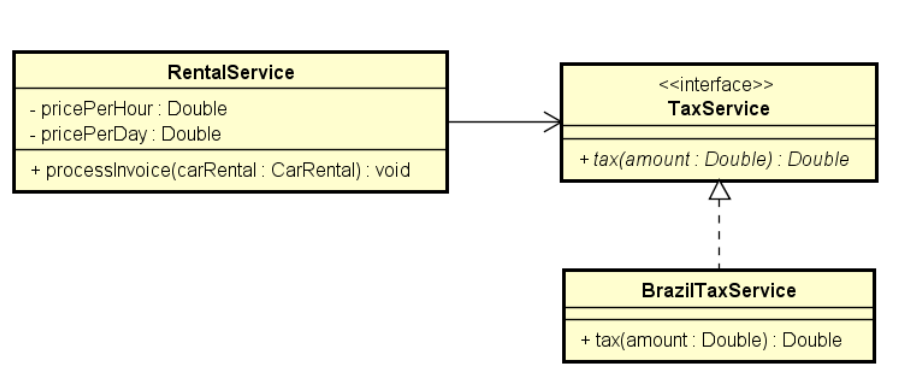 RentalService
- pricePerHour : Double
- pricePerDay : Double
+ processInvoice(carRental : CarRental) : void
<<interface>>
TaxService
+ tax(amount : Double) : Double
BrazilTaxService
+ tax(amount : Double) : Double